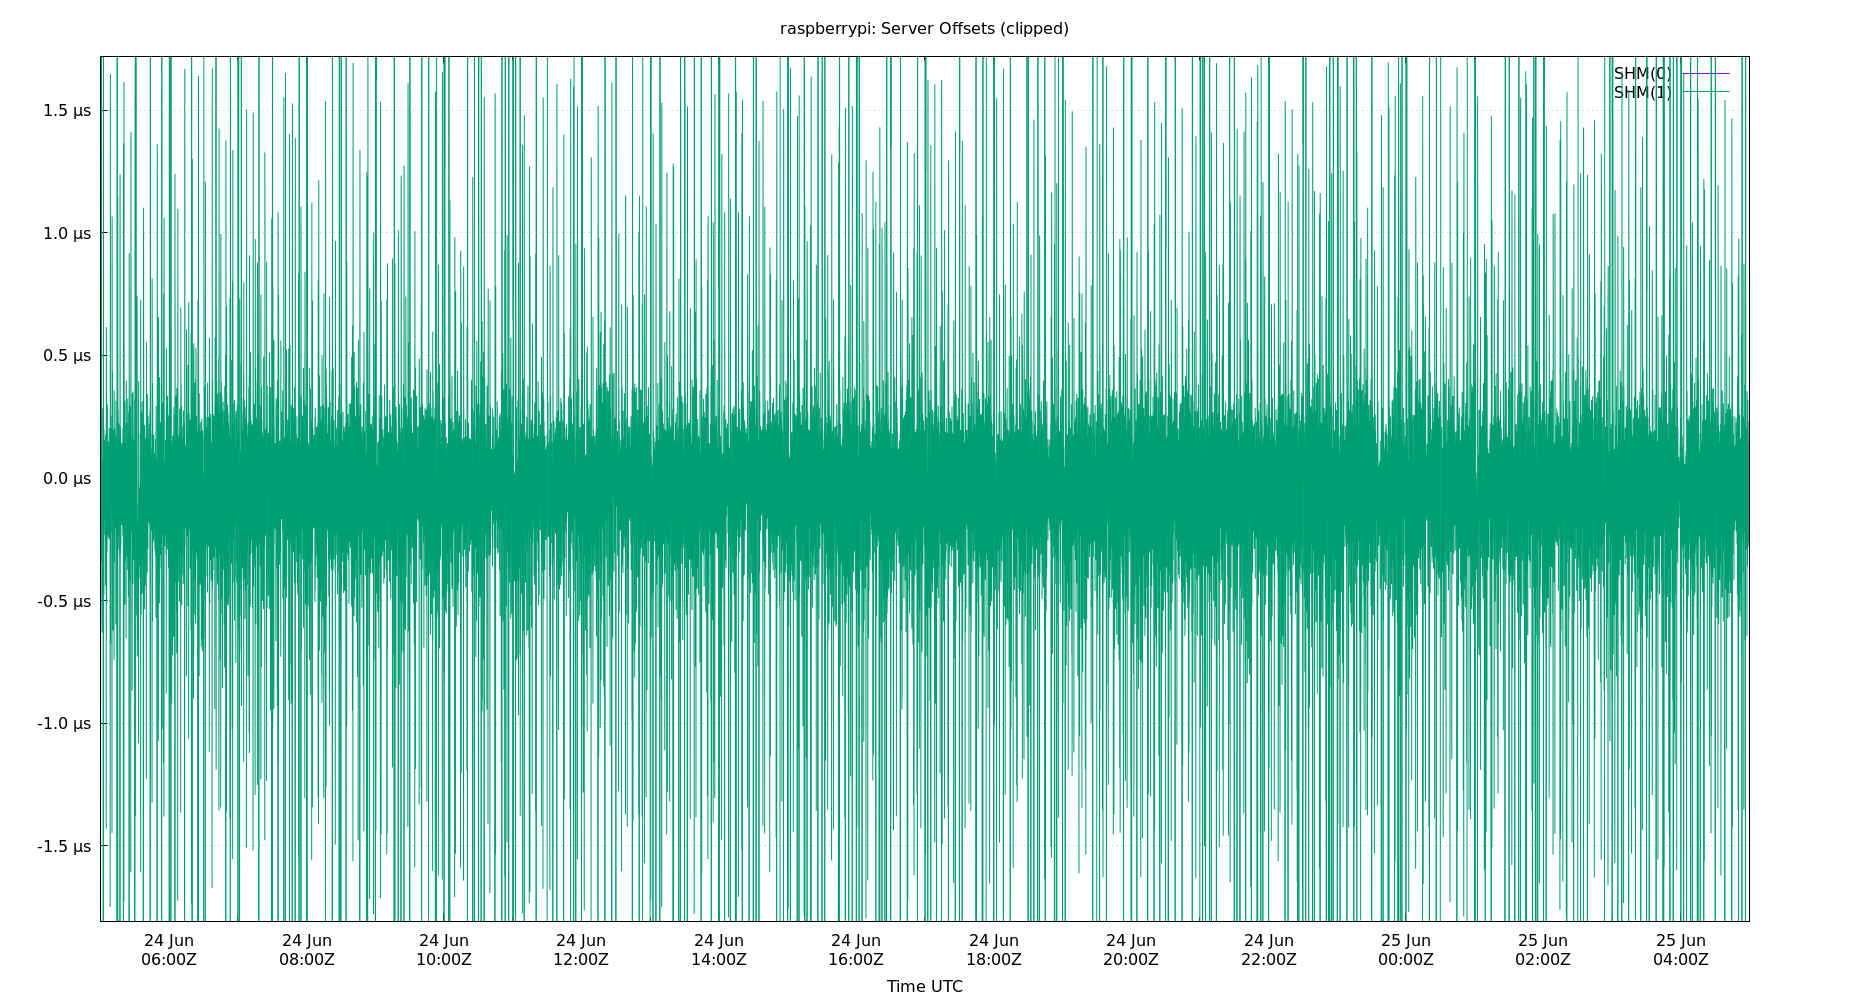 raspberrypi: Server Offsets (clipped)
SHM(0)
SHM(1)
1.5 µs
1.0 µs
0.5 µs
0.0 µs
-0.5 µs
-1.0 µs
-1.5 µs
24 Jun 24 Jun 24 Jun 24 Jun 24 Jun 24 Jun 24 Jun 24 Jun 24 Jun 25 Jun 25 Jun 25 Jun
06:00Z 08:00Z 10:00Z 12:00Z 14:00Z 16:00Z 18:00Z 20:00Z 22:00Z 00:00Z 02:00Z 04:00Z
Time UTC